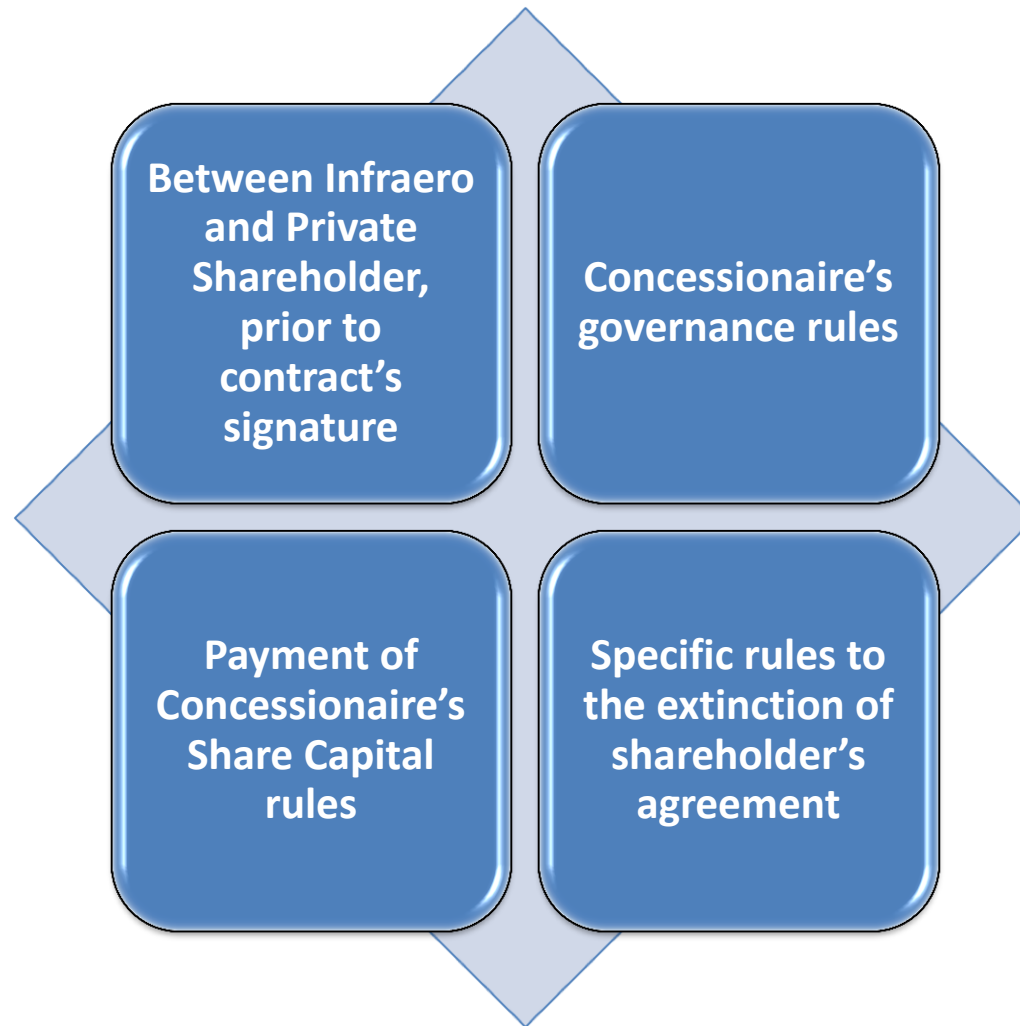 Between Infraero
and Private
Shareholder,
prior to
contract’s
signature
Concessionaire’s
governance rules
Payment of
Concessionaire’s
Share Capital
rules
Specific rules to
the extinction of
shareholder’s
agreement